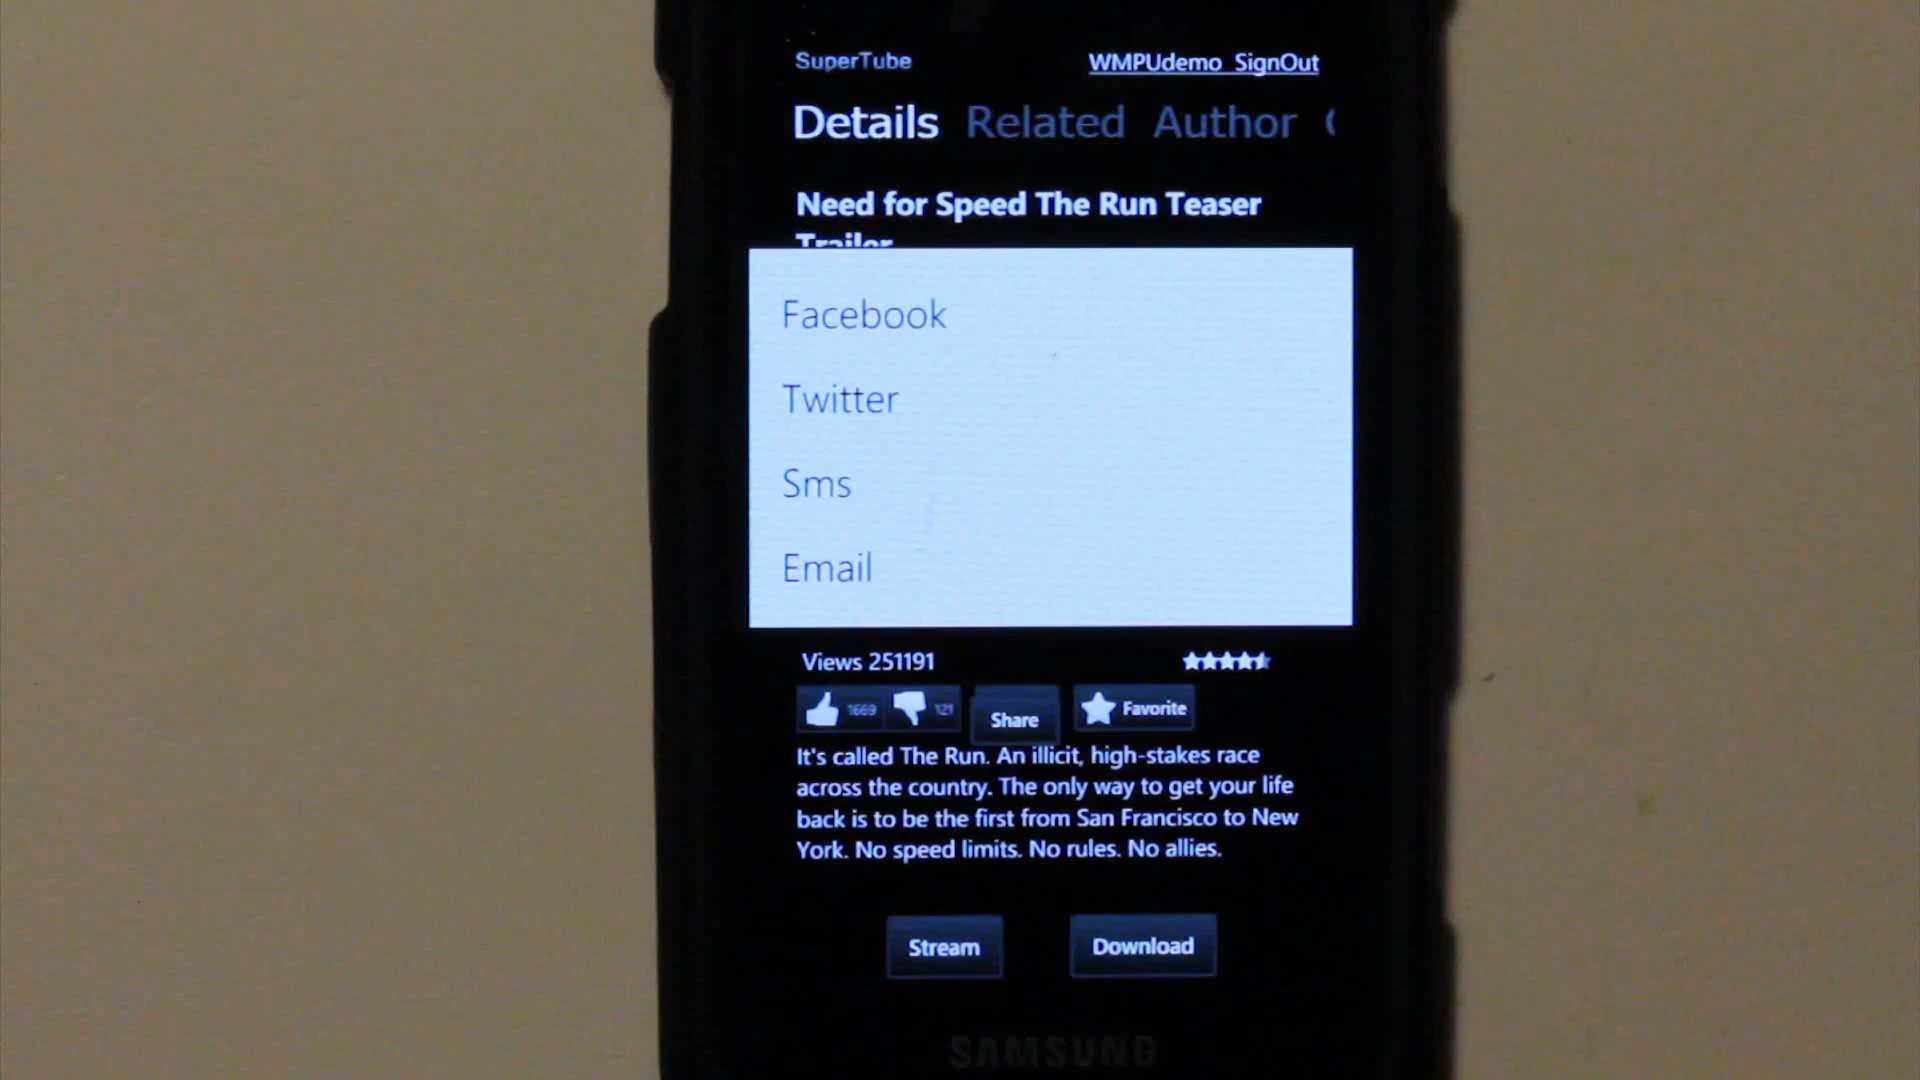 SuperTube
WMPUdemo SignOut
Details Related Author
Need for Speed The Run Teaser
Trailer
Facebook
Twitter
Sms
Email
Views 251191
1669 121 Share Favorite
It's called The Run. An illicit, high-stakes race
across the country. The only way to get your life
back is to be the first from San Francisco to New
York. No speed limits. No rules. No allies.
Stream Download
SAMSUNG